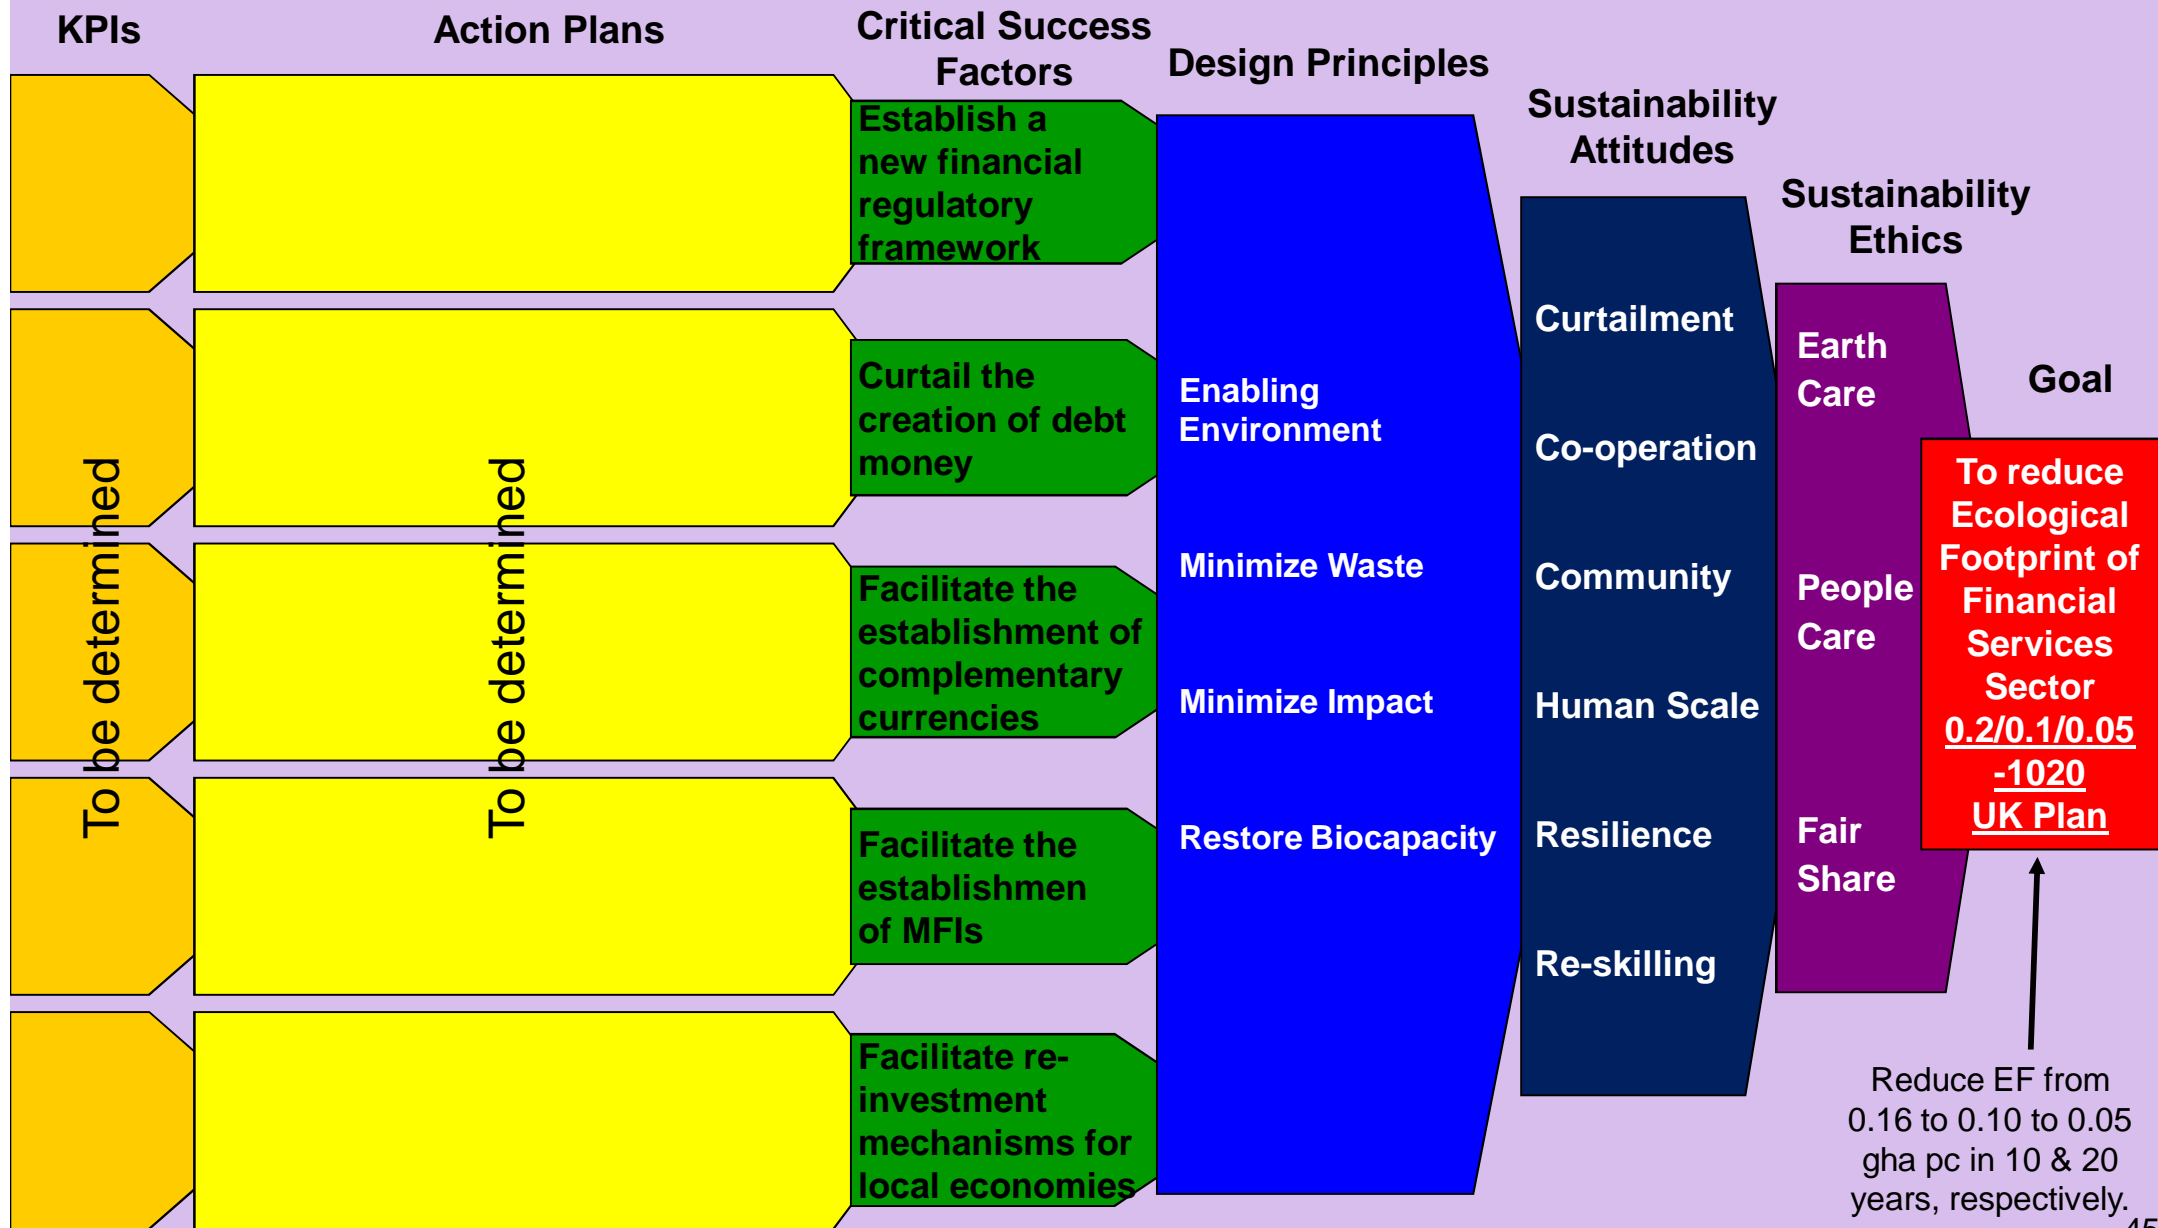 KPIs
Action Plans
Critical Success
Factors
Design Principles
Sustainability
Attitudes
Sustainability
Ethics
Goal
To be determined
To be determined
Establish a
new financial
regulatory
framework
Curtail the
creation of debt
money
Facilitate the
establishment of
complementary
currencies
Facilitate the
establishmen
of MFIs
Facilitate re-
investment
mechanisms for
local economies
Enabling
Environment
Minimize Waste
Minimize Impact
Restore Biocapacity
Curtailment
Co-operation
Community
Human Scale
Resilience
Re-skilling
Earth
Care
People
Care
Fair
Share
To reduce
Ecological
Footprint of
Financial
Services
Sector
0.2/0.1/0.05
-1020
UK Plan
Reduce EF from
0.16 to 0.10 to 0.05
gha pc in 10 & 20
years, respectively.
45